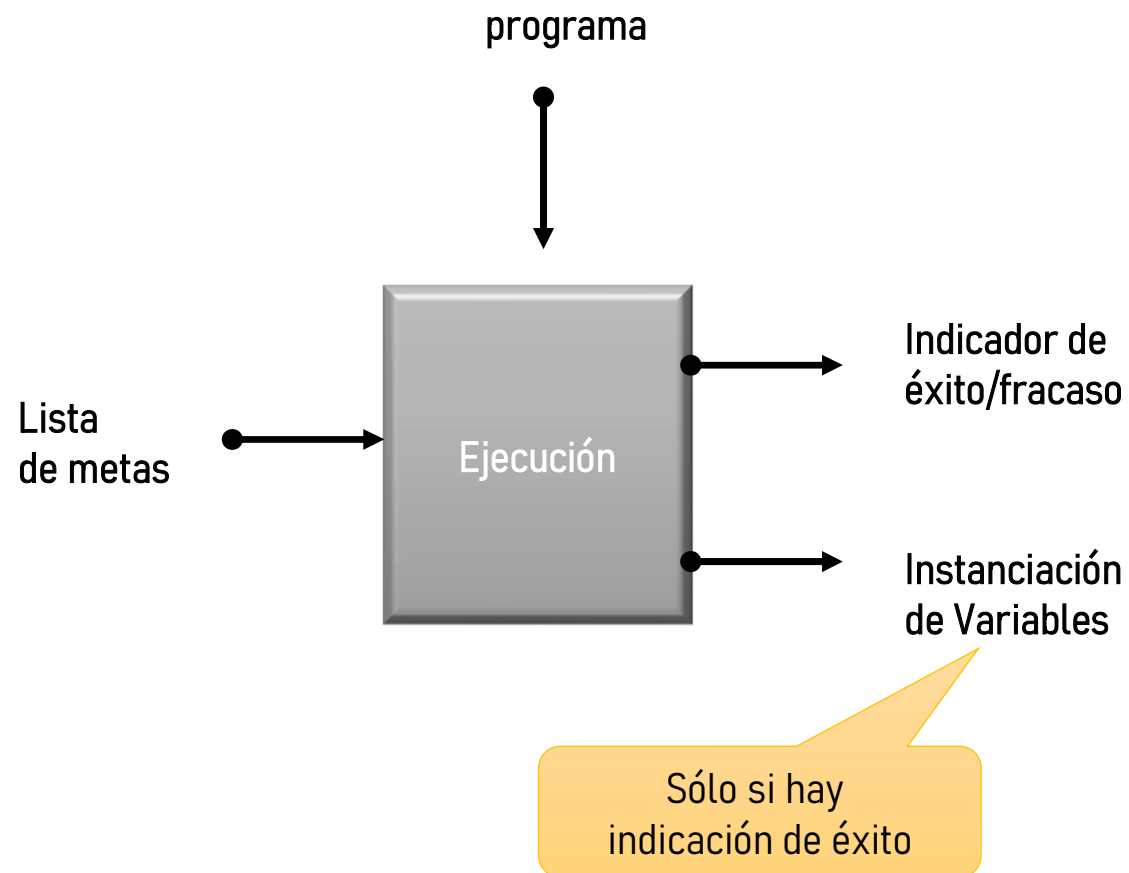 programa
Lista
de metas
Ejecución
Indicador de
éxito/fracaso
Instanciación
de Variables
Sólo si hay
indicación de éxito